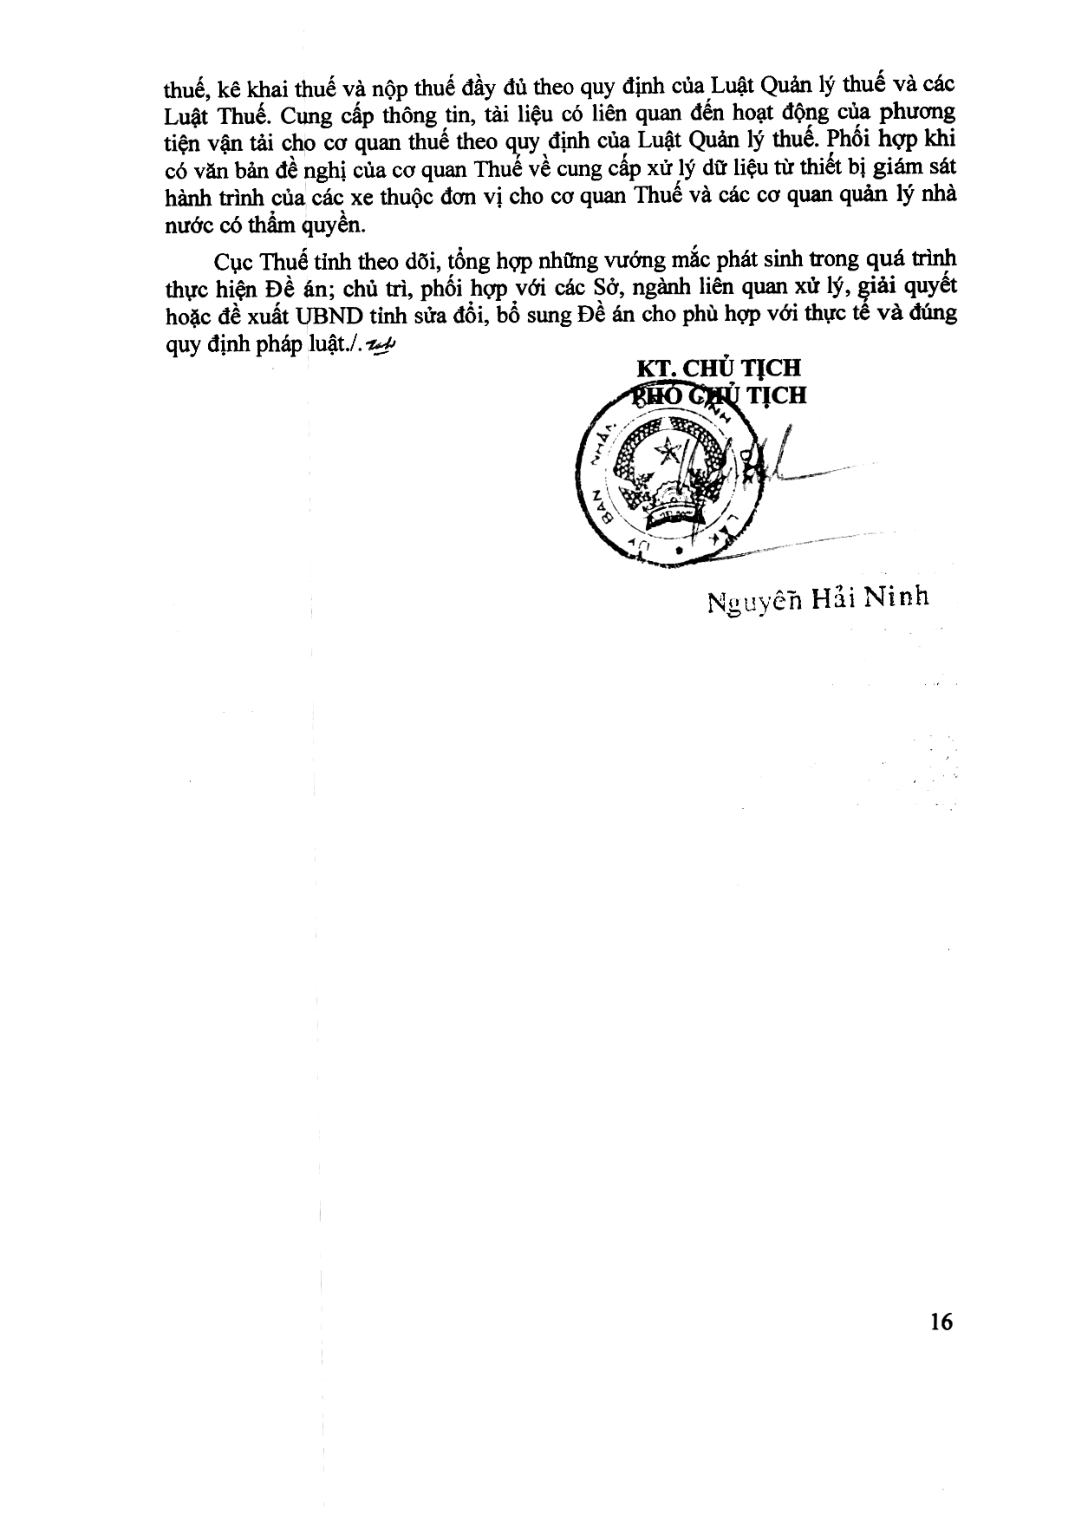 thuế, kê khai thuế và nộp thuế đầy đủ theo quy định của Luật Quản lý thuế và các
Luật Thuế. Cung cấp thông tin, tài liệu có liên quan đến hoạt động của phương
tiện vận tải cho cơ quan thuế theo quy định của Luật Quản lý thuế. Phối hợp khi
có văn bản đề nghị của cơ quan Thuế về cung cấp xử lý dữ liệu từ thiết bị giám sát
hành trình của các xe thuộc đơn vị cho cơ quan Thuế và các cơ quan quản lý nhà
nước có thẩm quyền.
Cục Thuế tỉnh theo dõi, tổng hợp những vướng mắc phát sinh trong quá trình
thực hiện Đề án; chủ trì, phối hợp với các Sở, ngành liên quan xử lý, giải quyết
hoặc đề xuất UBND tỉnh sửa đổi, bổ sung Đề án cho phù hợp với thực tế và đúng
quy định pháp luật./.
KT. CHỦ TỊCH
PHÓ CHỦ TỊCH
ỦY BAN NHÂN TỈNH ĐẮK LẮK
Nguyễn Hải Ninh
16